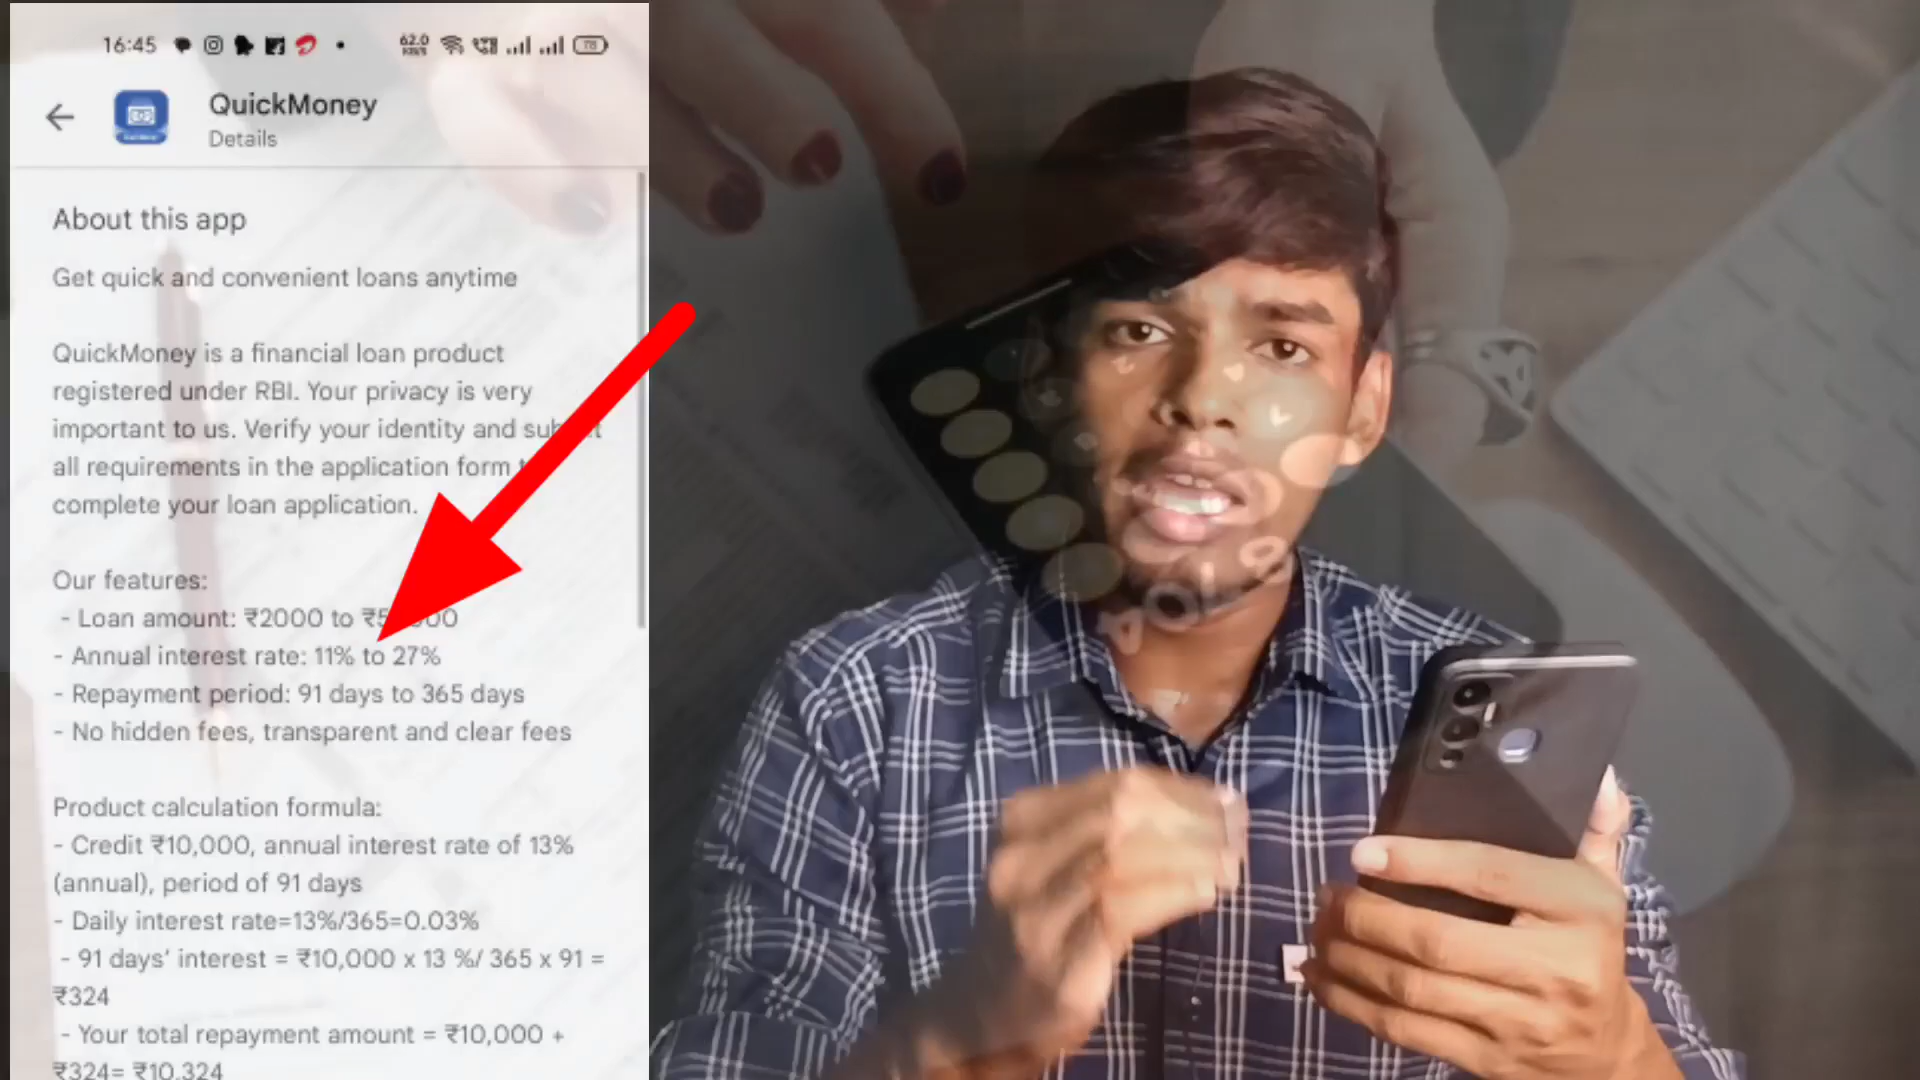 16:45
62.0
78
QuickMoney
Details
About this app
Get quick and convenient loans anytime
QuickMoney is a financial loan product
registered under RBI. Your privacy is very
important to us. Verify your identity and
all requirements in the application form
complete your loan application.
Our features:
- Loan amount: ₹2000 to
- Annual interest rate: 11% to 27%
- Repayment period: 91 days to 365 days
- No hidden fees, transparent and clear fees
Product calculation formula:
- Credit ₹10,000, annual interest rate of 13%
(annual), period of 91 days
- Daily interest rate=13%/365=0.03%
- 91 days' interest = ₹10,000 x 13 %/ 365 x 91 =
₹324
- Your total repayment amount = ₹10,000 +
₹324= ₹10,324